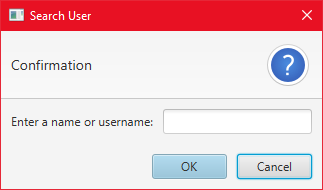 Search User
Confirmation
?
Enter a name or username:
OK
Cancel